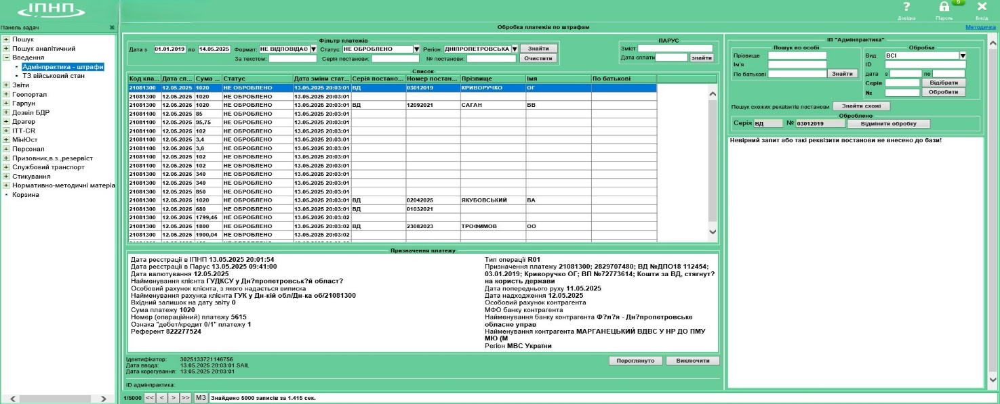 ІПНП
9
Довідка Пароль Вихід
Панель задач
Обробка платежів по штрафам
Методичка
Пошук
Пошук аналітичний
Введення
Адмінпрактика - штрафи
ТЗ військовий стан
Звіти
Геопортал
Гарпун
Дозвіл БДР
Драгер
ІТТ-CR
МінЮст
Персонал
Призовник,в.з.,резервіст
Службовий транспорт
Стикування
Нормативно-методичні матеріа
Корзина
Фільтр платежів
Дата з 01.01.2019 по 14.05.2025 Формат: НЕ ВІДПОВІДАЄ Статус: НЕ ОБРОБЛЕНО Регіон: ДНІПРОПЕТРОВСЬКА Знайти
За текстом: Серія постанови: № постанови: Очистити
ПАРУС
Зміст
Дата сплати знайти
Список
Код кла... Дата сп... Сума ... Статус Дата зміни стат... Серія постано... Номер постан... Прізвище Імя По батькові
21081300 12.05.2025 1020 НЕ ОБРОБЛЕНО 13.05.2025 20:03:01 ВД 03012019 КРИВОРУЧКО ОГ
21081300 12.05.2025 1020 НЕ ОБРОБЛЕНО 13.05.2025 20:03:01
21081300 12.05.2025 1020 НЕ ОБРОБЛЕНО 13.05.2025 20:03:01 ВД 12092021 САГАН ВВ
21081100 12.05.2025 85 НЕ ОБРОБЛЕНО 13.05.2025 20:03:01
21081100 12.05.2025 95,75 НЕ ОБРОБЛЕНО 13.05.2025 20:03:01
21081100 12.05.2025 102 НЕ ОБРОБЛЕНО 13.05.2025 20:03:01
21081100 12.05.2025 3,4 НЕ ОБРОБЛЕНО 13.05.2025 20:03:01
21081100 12.05.2025 3,6 НЕ ОБРОБЛЕНО 13.05.2025 20:03:01
21081100 12.05.2025 102 НЕ ОБРОБЛЕНО 13.05.2025 20:03:01
21081100 12.05.2025 102 НЕ ОБРОБЛЕНО 13.05.2025 20:03:01
21081300 12.05.2025 340 НЕ ОБРОБЛЕНО 13.05.2025 20:03:01
21081300 12.05.2025 340 НЕ ОБРОБЛЕНО 13.05.2025 20:03:01
21081300 12.05.2025 850 НЕ ОБРОБЛЕНО 13.05.2025 20:03:01
21081300 12.05.2025 1020 НЕ ОБРОБЛЕНО 13.05.2025 20:03:01 ВД 02042025 ЯКУБОВСЬКИЙ ВА
21081300 12.05.2025 680 НЕ ОБРОБЛЕНО 13.05.2025 20:03:01 ВД 01032021
21081300 12.05.2025 1799,45 НЕ ОБРОБЛЕНО 13.05.2025 20:03:02
21081300 12.05.2025 1800 НЕ ОБРОБЛЕНО 13.05.2025 20:03:02 ВД 23082023 ТРОФИМОВ ОО
21081300 12.05.2025 1900,04 НЕ ОБРОБЛЕНО 13.05.2025 20:03:02
Призначення платежу
Дата реєстрації в ІПНП 13.05.2025 20:01:54
Дата реєстрації в Парус 13.05.2025 09:41:00
Дата валютування 12.05.2025
Найменування клієнта ГУДКСУ у Дн?пропетровськ?й област?
Особовий рахунок клієнта, з якого надається виписка
Найменування рахунка клієнта ГУК у Дн-кій обл/Дн-ка об/21081300
Вхідний залишок на дату звіту 0
Сума платежу 1020
Номер (операційний) платежу 5615
Ознака "дебет/кредит 0/1" платежу 1
Референт 822277524
Тип операції R01
Призначення платежу 21081300; 2829707480; ВД №ДПО18 112454;
03.01.2019; Криворучко ОГ; ВП №72773614; Кошти за ВД, стягнут?
на користь держави
Дата попереднього руху 11.05.2025
Дата надходження 12.05.2025
Особовий рахунок контрагента
МФО банку контрагента
Найменування банку контрагента Ф?л?я - Дн?пропетровське
обласне управ
Найменування контрагента МАРГАНЕЦЬКИЙ ВДВС У НР ДО ПМУ
МЮ (М
Регіон МВС України
Ідентифікатор: 3025133721146756
Дата ввода: 13.05.2025 20:03:01 SAIL
Дата корегування: 13.05.2025 20:03:01
Переглянуто Виключити
ID адмінпрактика:
1/5000 << < > >> МЗ Знайдено 5000 записів за 1.415 сек.
ІП "Адмінпрактика"
Пошук по особі
Прізвище
Ім'я
По батькові Знайти
Обробка
Вид ВСІ
ID
дата з по
Серія Відібрати
№ Обробити
Пошук схожих реквізитів постанови Знайти схожі
Оброблено
Серія ВД № 03012019 Відмінити обробку
Невірний запит або такі реквізити постанови не внесено до бази!